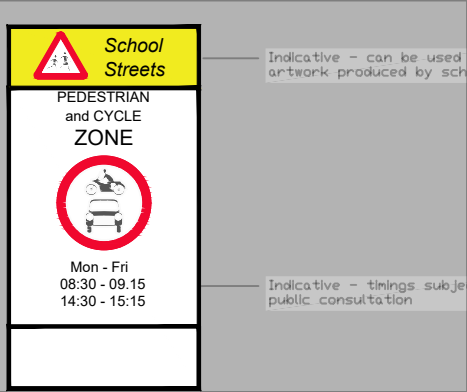 School
Streets
Indicative - can be used
artwork produced by sch
PEDESTRIAN
and CYCLE
ZONE
Mon - Fri
08:30 - 09.15
14:30 - 15:15
Indicative - timings subje
public consultation